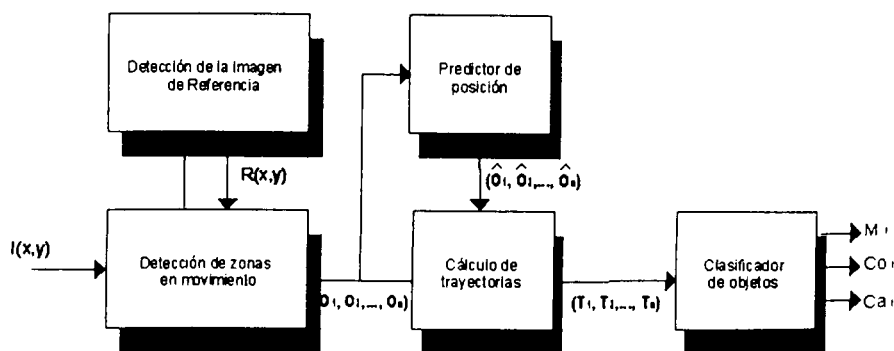 Detección de la Imagen
de Referencia
Predictor de
posición
R(x,y)
(Ô₁, Ô₂,..., Ôₙ)
I(x,y)
Detección de zonas
en movimiento
Cálculo de
trayectorias
Clasificador
de objetos
O₁, O₂,..., Oₙ)
(T₁, T₂,..., Tₙ)